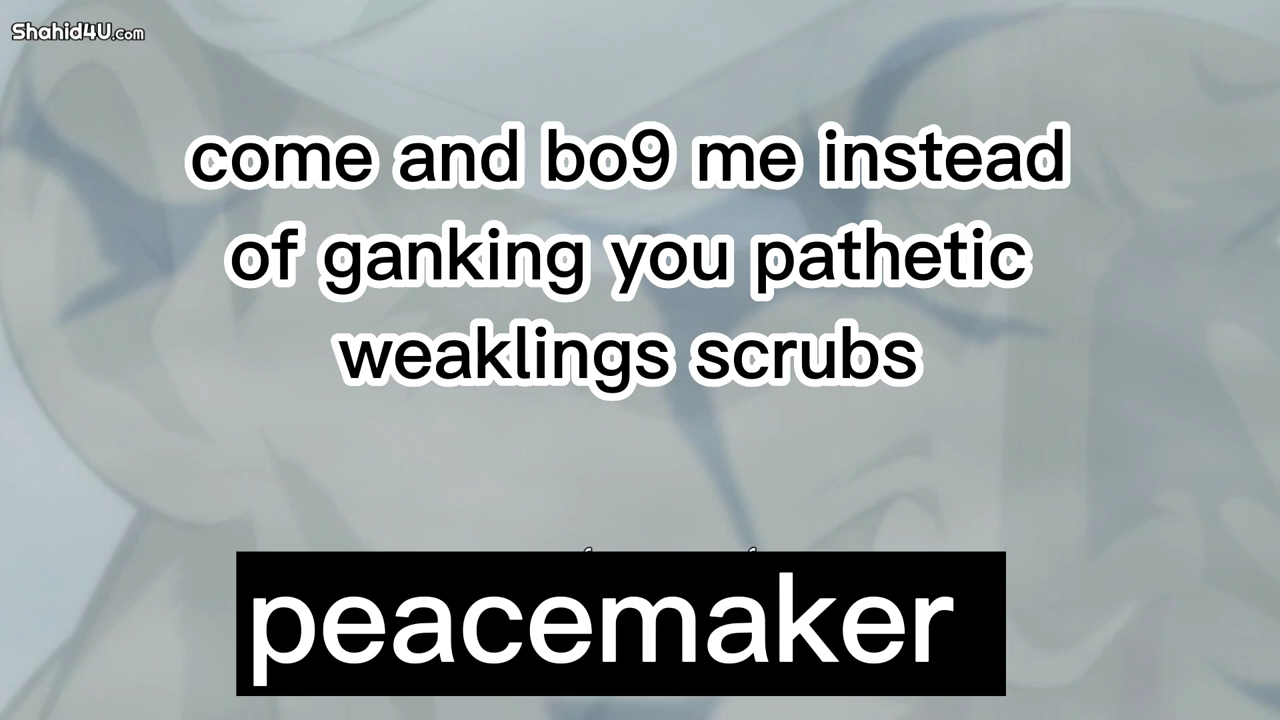 Shahid4U.com
come and bo9 me instead
of ganking you pathetic
weaklings scrubs
peacemaker